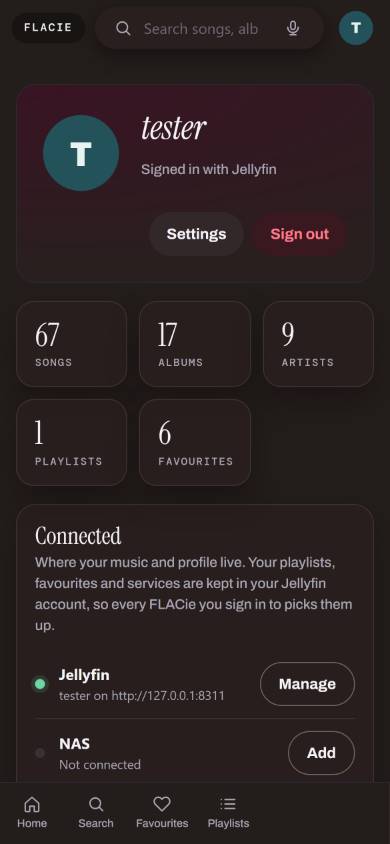 FLACIE
Search songs, alb
T
T
tester
Signed in with Jellyfin
Settings
Sign out
67
SONGS
17
ALBUMS
9
ARTISTS
1
PLAYLISTS
6
FAVOURITES
Connected
Where your music and profile live. Your playlists,
favourites and services are kept in your Jellyfin
account, so every FLACie you sign in to picks them
up.
Jellyfin
tester on http://127.0.0.1:8311
Manage
NAS
Not connected
Add
Home
Search
Favourites
Playlists